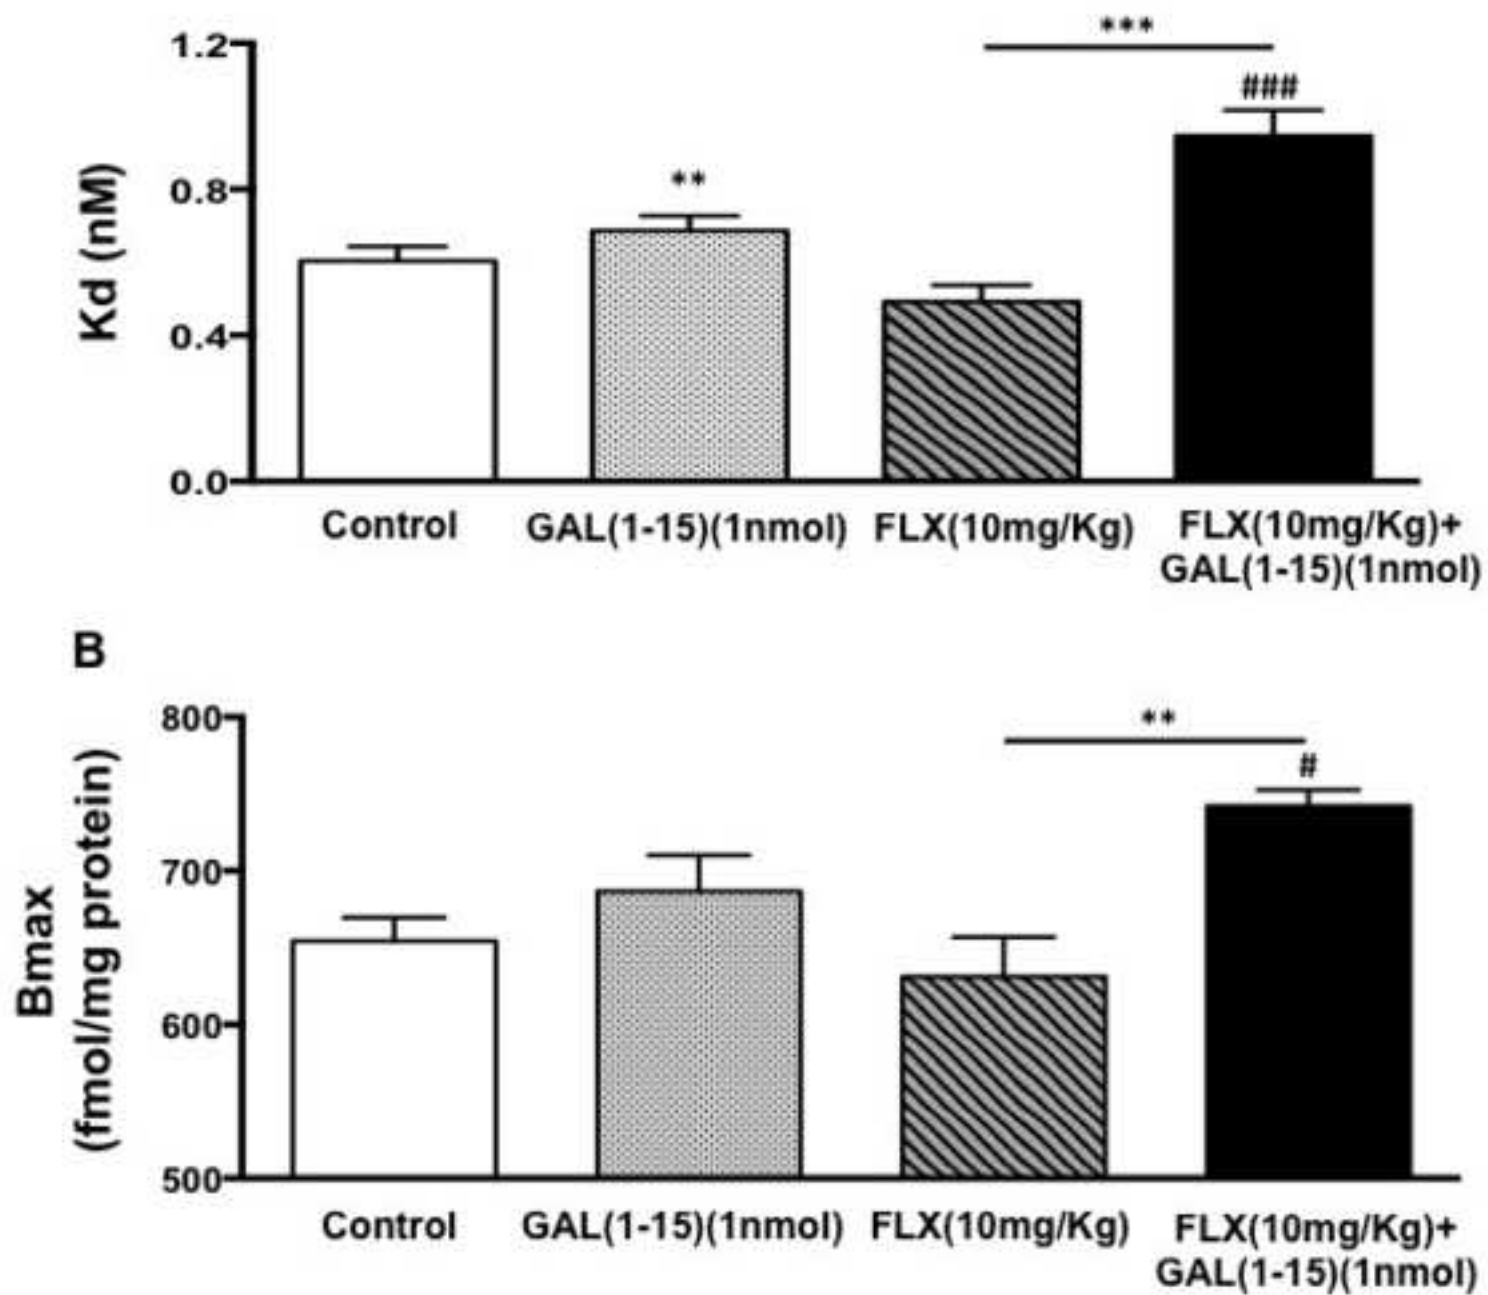 ***
1.2
###
Kd (nM)
0.8
**
0.4
0.0
Control
GAL(1-15)(1nmol)
FLX(10mg/Kg)
FLX(10mg/Kg)+
GAL(1-15)(1nmol)
B
800
**
#
Bmax
(fmol/mg protein)
700
600
500
Control
GAL(1-15)(1nmol)
FLX(10mg/Kg)
FLX(10mg/Kg)+
GAL(1-15)(1nmol)